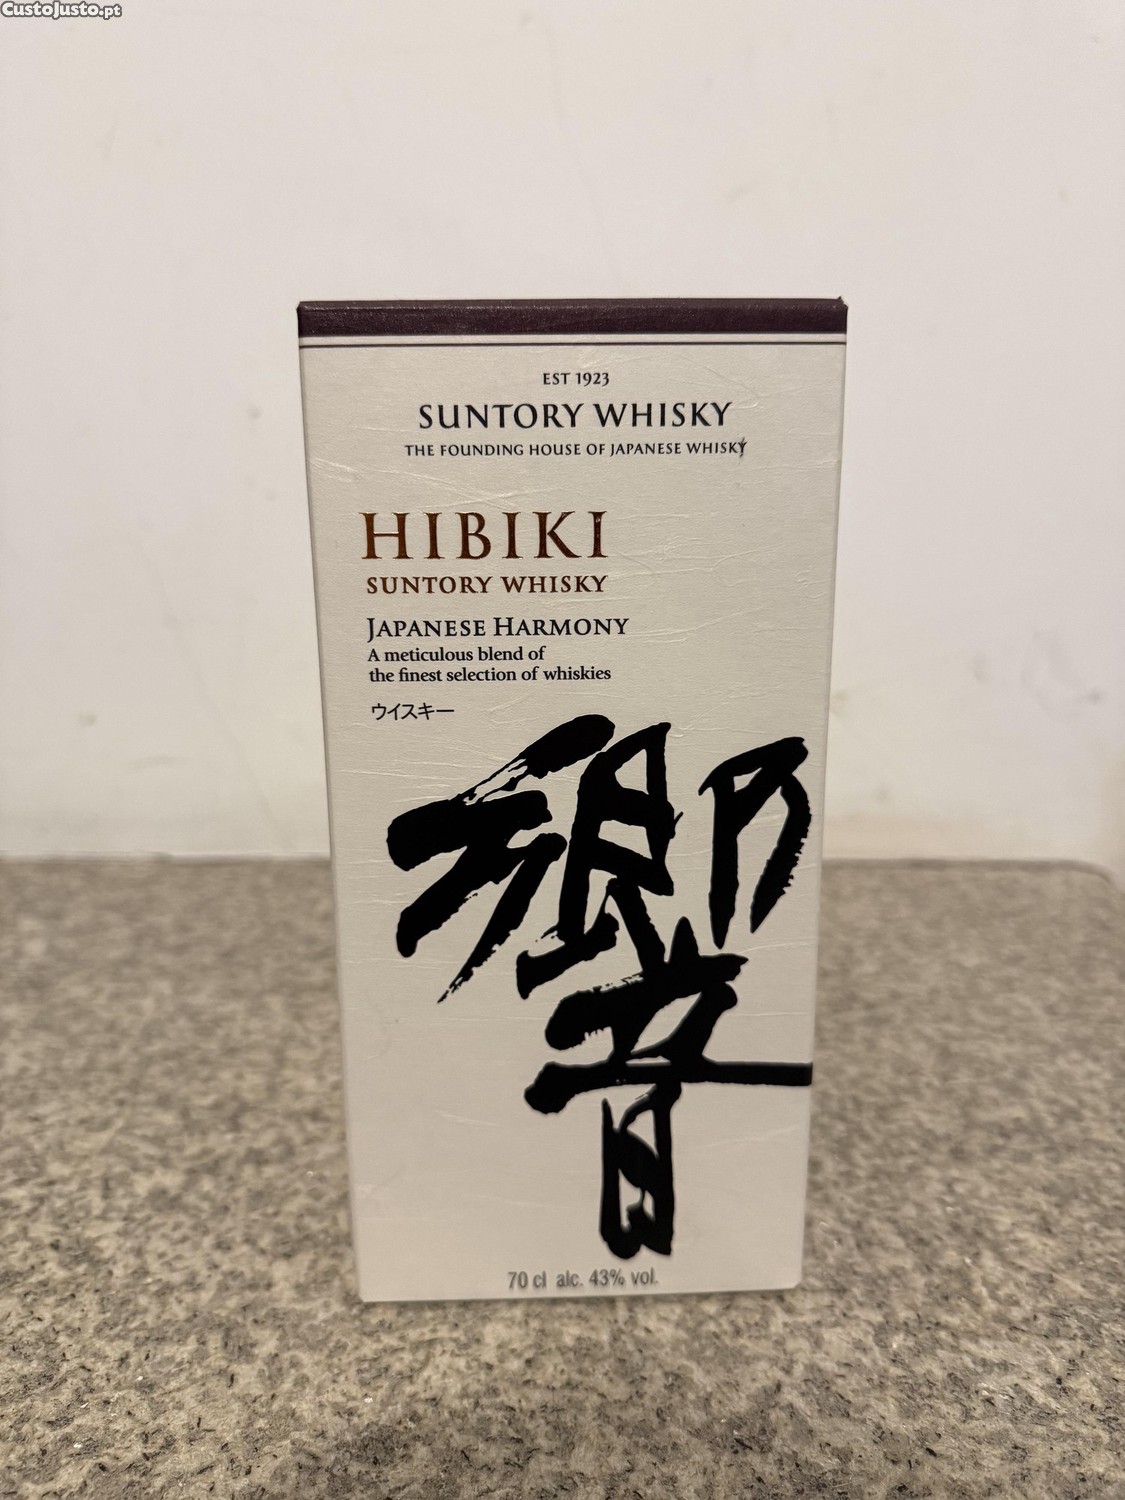 CustoJusto.pt
EST 1923
SUNTORY WHISKY
THE FOUNDING HOUSE OF JAPANESE WHISKY
HIBIKI
SUNTORY WHISKY
JAPANESE HARMONY
A meticulous blend of
the finest selection of whiskies
ウイスキー
響
70 cl alc. 43% vol.